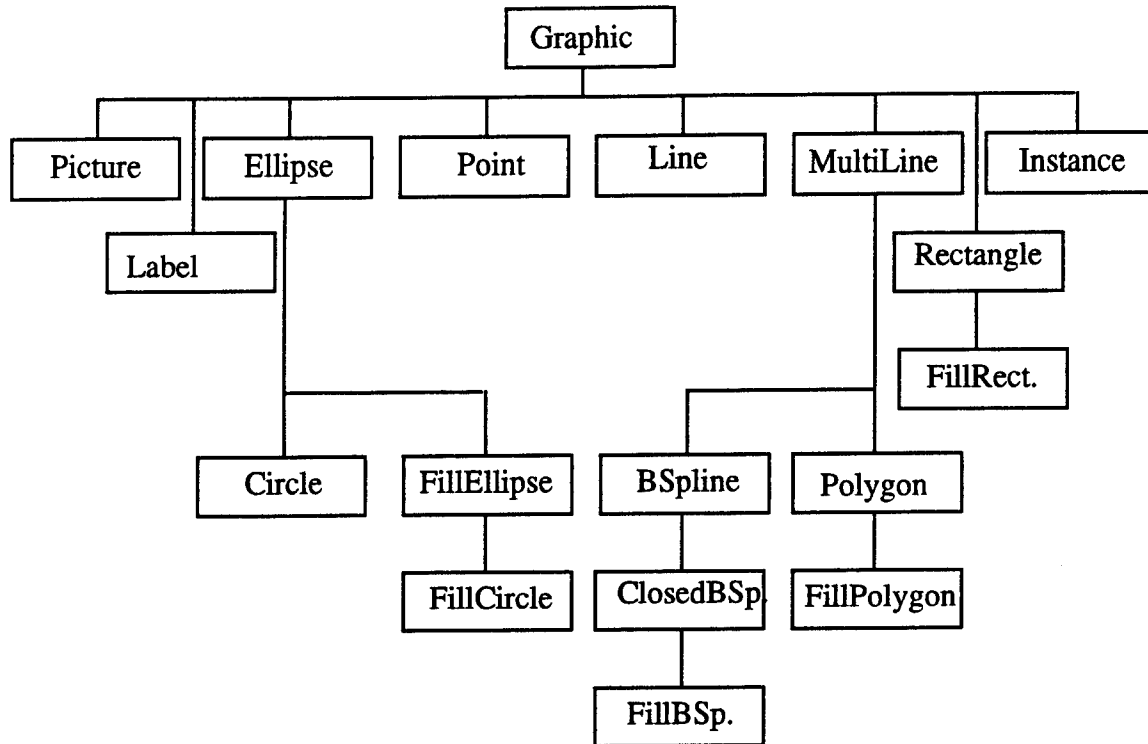 Graphic
Picture
Ellipse
Point
Line
MultiLine
Instance
Label
Rectangle
FillRect.
Circle
FillEllipse
BSpline
Polygon
FillCircle
ClosedBSp.
FillPolygon
FillBSp.